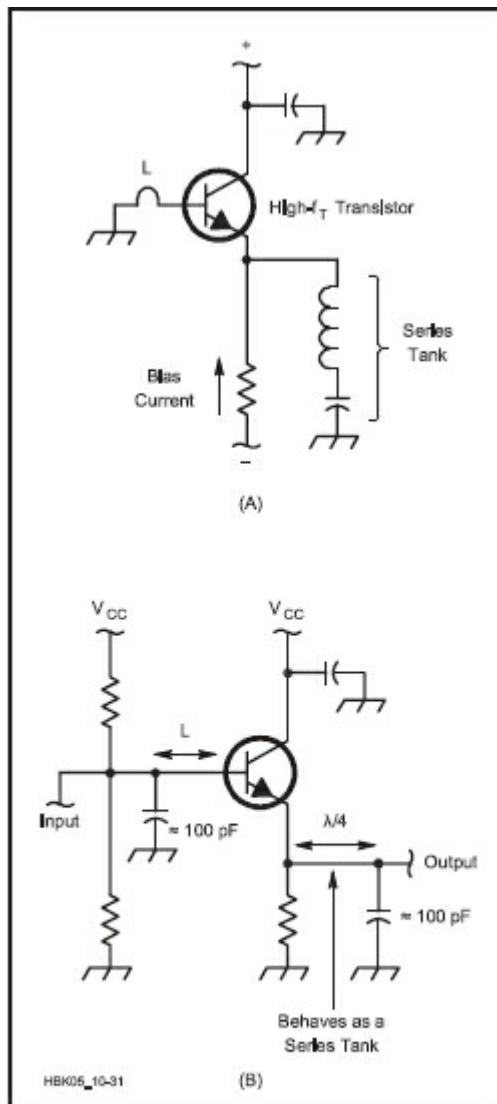 +
L
High-fT Transistor
Series
Tank
Bias
Current
–
(A)
VCC
VCC
L
Input
≈ 100 pF
λ/4
Output
≈ 100 pF
Behaves as a
Series Tank
HBK05_10-31
(B)